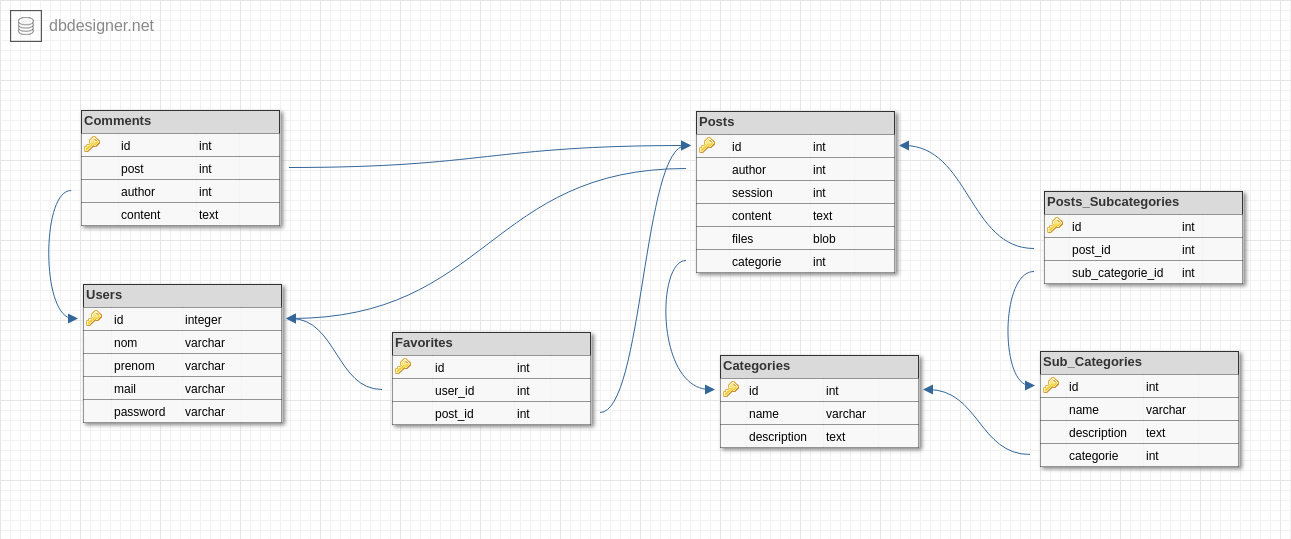 dbdesigner.net
Comments
id int
post int
author int
content text
Users
id integer
nom varchar
prenom varchar
mail varchar
password varchar
Favorites
id int
user_id int
post_id int
Posts
id int
author int
session int
content text
files blob
categorie int
Categories
id int
name varchar
description text
Posts_Subcategories
id int
post_id int
sub_categorie_id int
Sub_Categories
id int
name varchar
description text
categorie int